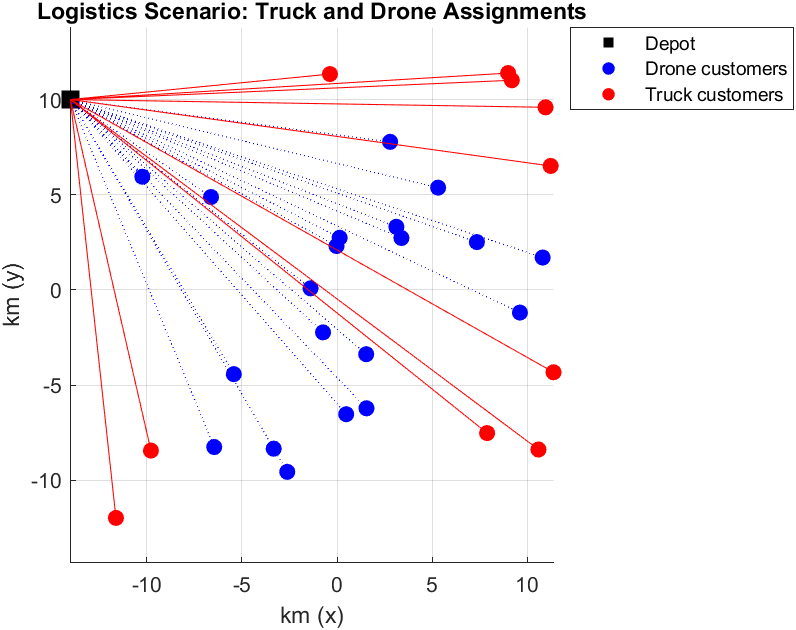 Logistics Scenario: Truck and Drone Assignments
Depot
Drone customers
Truck customers
10
5
0
-5
-10
km (y)
-10
-5
0
5
10
km (x)